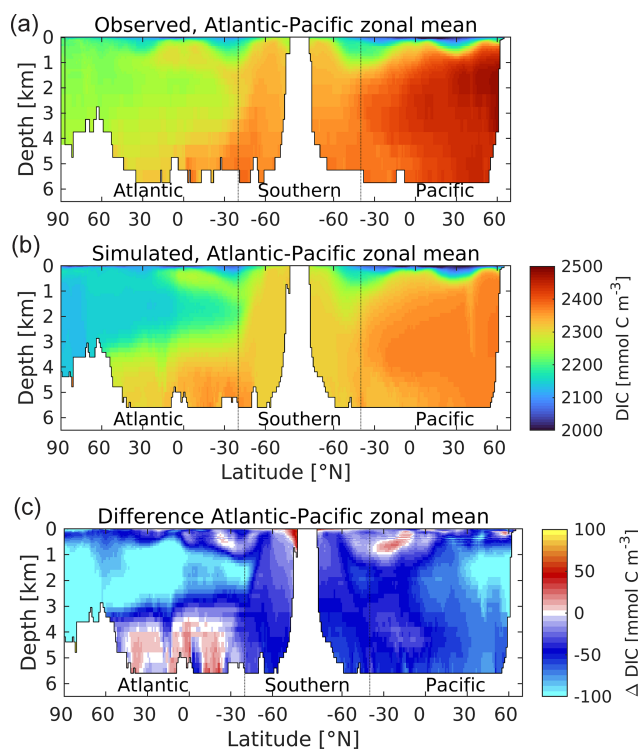 (a)
Observed, Atlantic-Pacific zonal mean
0
1
2
3
4
5
6
Depth [km]
Atlantic Southern Pacific
90 60 30 0 -30 -60 -60 -30 0 30 60
(b)
Simulated, Atlantic-Pacific zonal mean
0
1
2
3
4
5
6
Depth [km]
Atlantic Southern Pacific
90 60 30 0 -30 -60 -60 -30 0 30 60
Latitude [°N]
2500
2400
2300
2200
2100
2000
DIC [mmol C m-3]
(c)
Difference Atlantic-Pacific zonal mean
0
1
2
3
4
5
6
Depth [km]
Atlantic Southern Pacific
90 60 30 0 -30 -60 -60 -30 0 30 60
Latitude [°N]
100
50
0
-50
-100
Δ DIC [mmol C m-3]